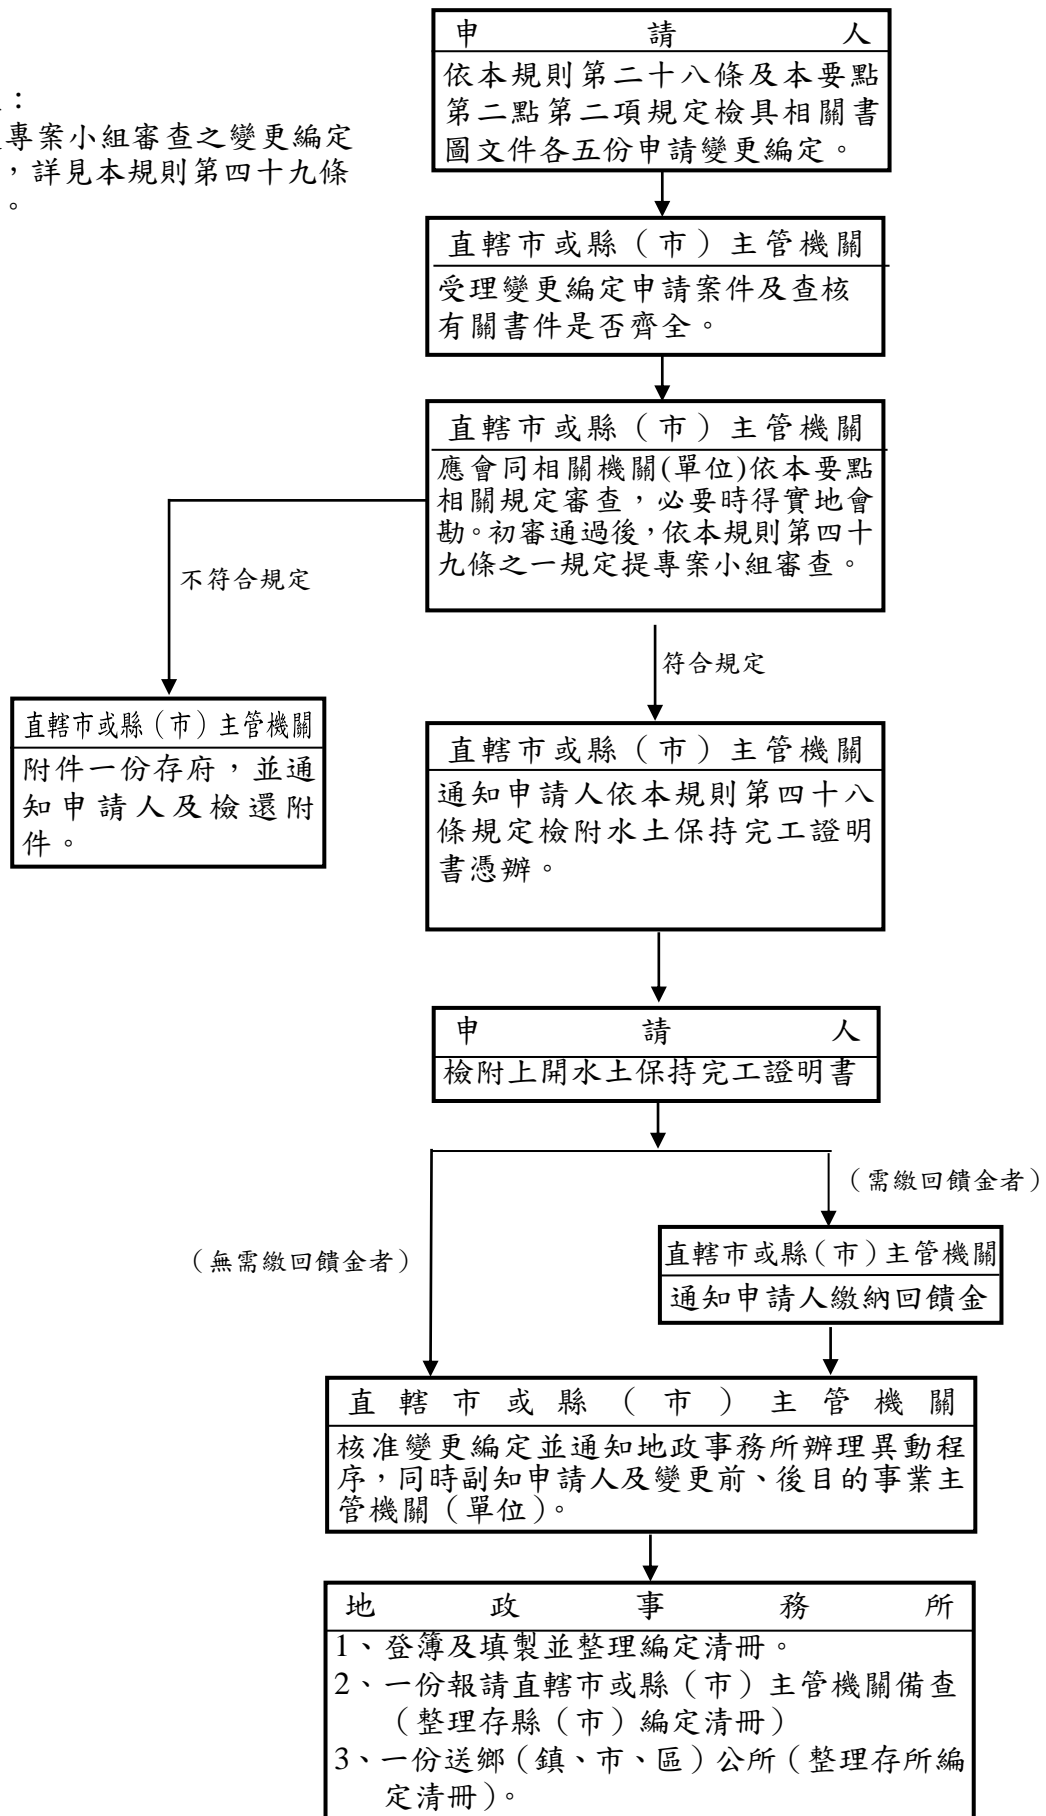 申請人
依本規則第二十八條及本要點
第二點第二項規定檢具相關書
圖文件各五份申請變更編定。
：
專案小組審查之變更編定
，詳見本規則第四十九條
。
直轄市或縣（市）主管機關
受理變更編定申請案件及查核
有關書件是否齊全。
直轄市或縣（市）主管機關
應會同相關機關(單位)依本要點
相關規定審查，必要時得實地會
勘。初審通過後，依本規則第四十
九條之一規定提專案小組審查。
不符合規定
符合規定
直轄市或縣（市）主管機關
附件一份存府，並通
知申請人及檢還附
件。
直轄市或縣（市）主管機關
通知申請人依本規則第四十八
條規定檢附水土保持完工證明
書憑辦。
申請人
檢附上開水土保持完工證明書
（需繳回饋金者）
（無需繳回饋金者）
直轄市或縣（市）主管機關
通知申請人繳納回饋金
直轄市或縣（市）主管機關
核准變更編定並通知地政事務所辦理異動程
序，同時副知申請人及變更前、後目的事業主
管機關（單位）。
地政事務所
1、登簿及填製並整理編定清冊。
2、一份報請直轄市或縣（市）主管機關備查
（整理存縣（市）編定清冊）
3、一份送鄉（鎮、市、區）公所（整理存所編
定清冊）。